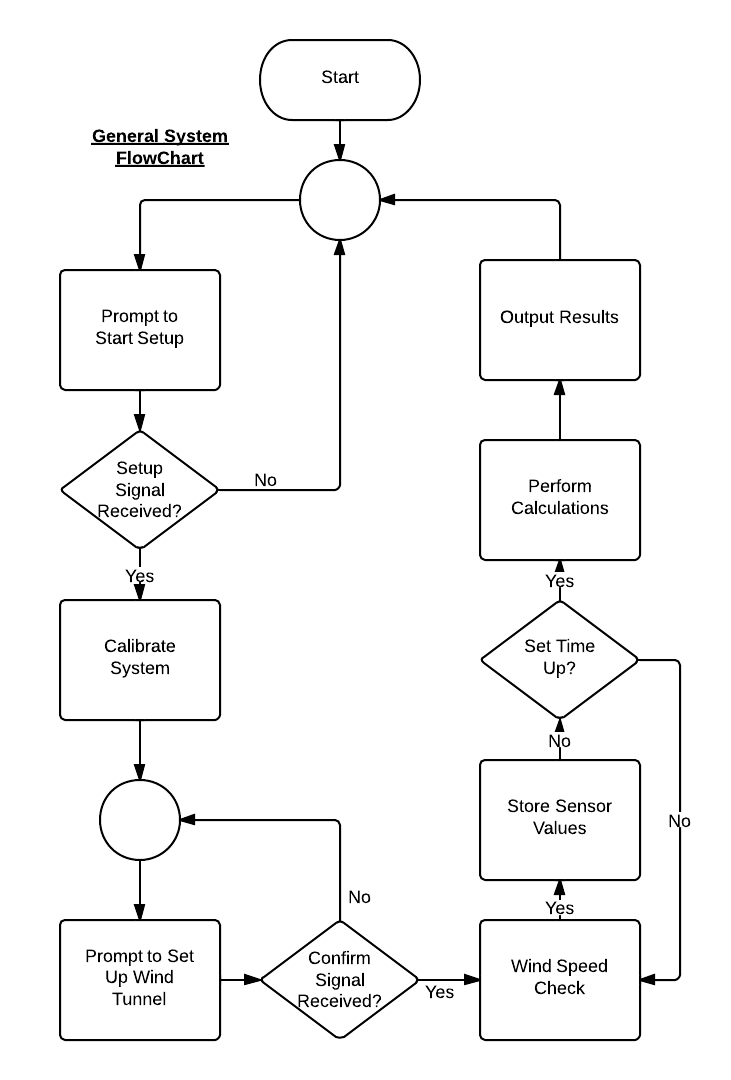 Start
General System
FlowChart
Prompt to
Start Setup
Output Results
Setup
Signal
Received?
No
Perform
Calculations
Yes
Yes
Calibrate
System
Set Time
Up?
No
Store Sensor
Values
No
No
Yes
Prompt to Set
Up Wind
Tunnel
Confirm
Signal
Received?
Yes
Wind Speed
Check